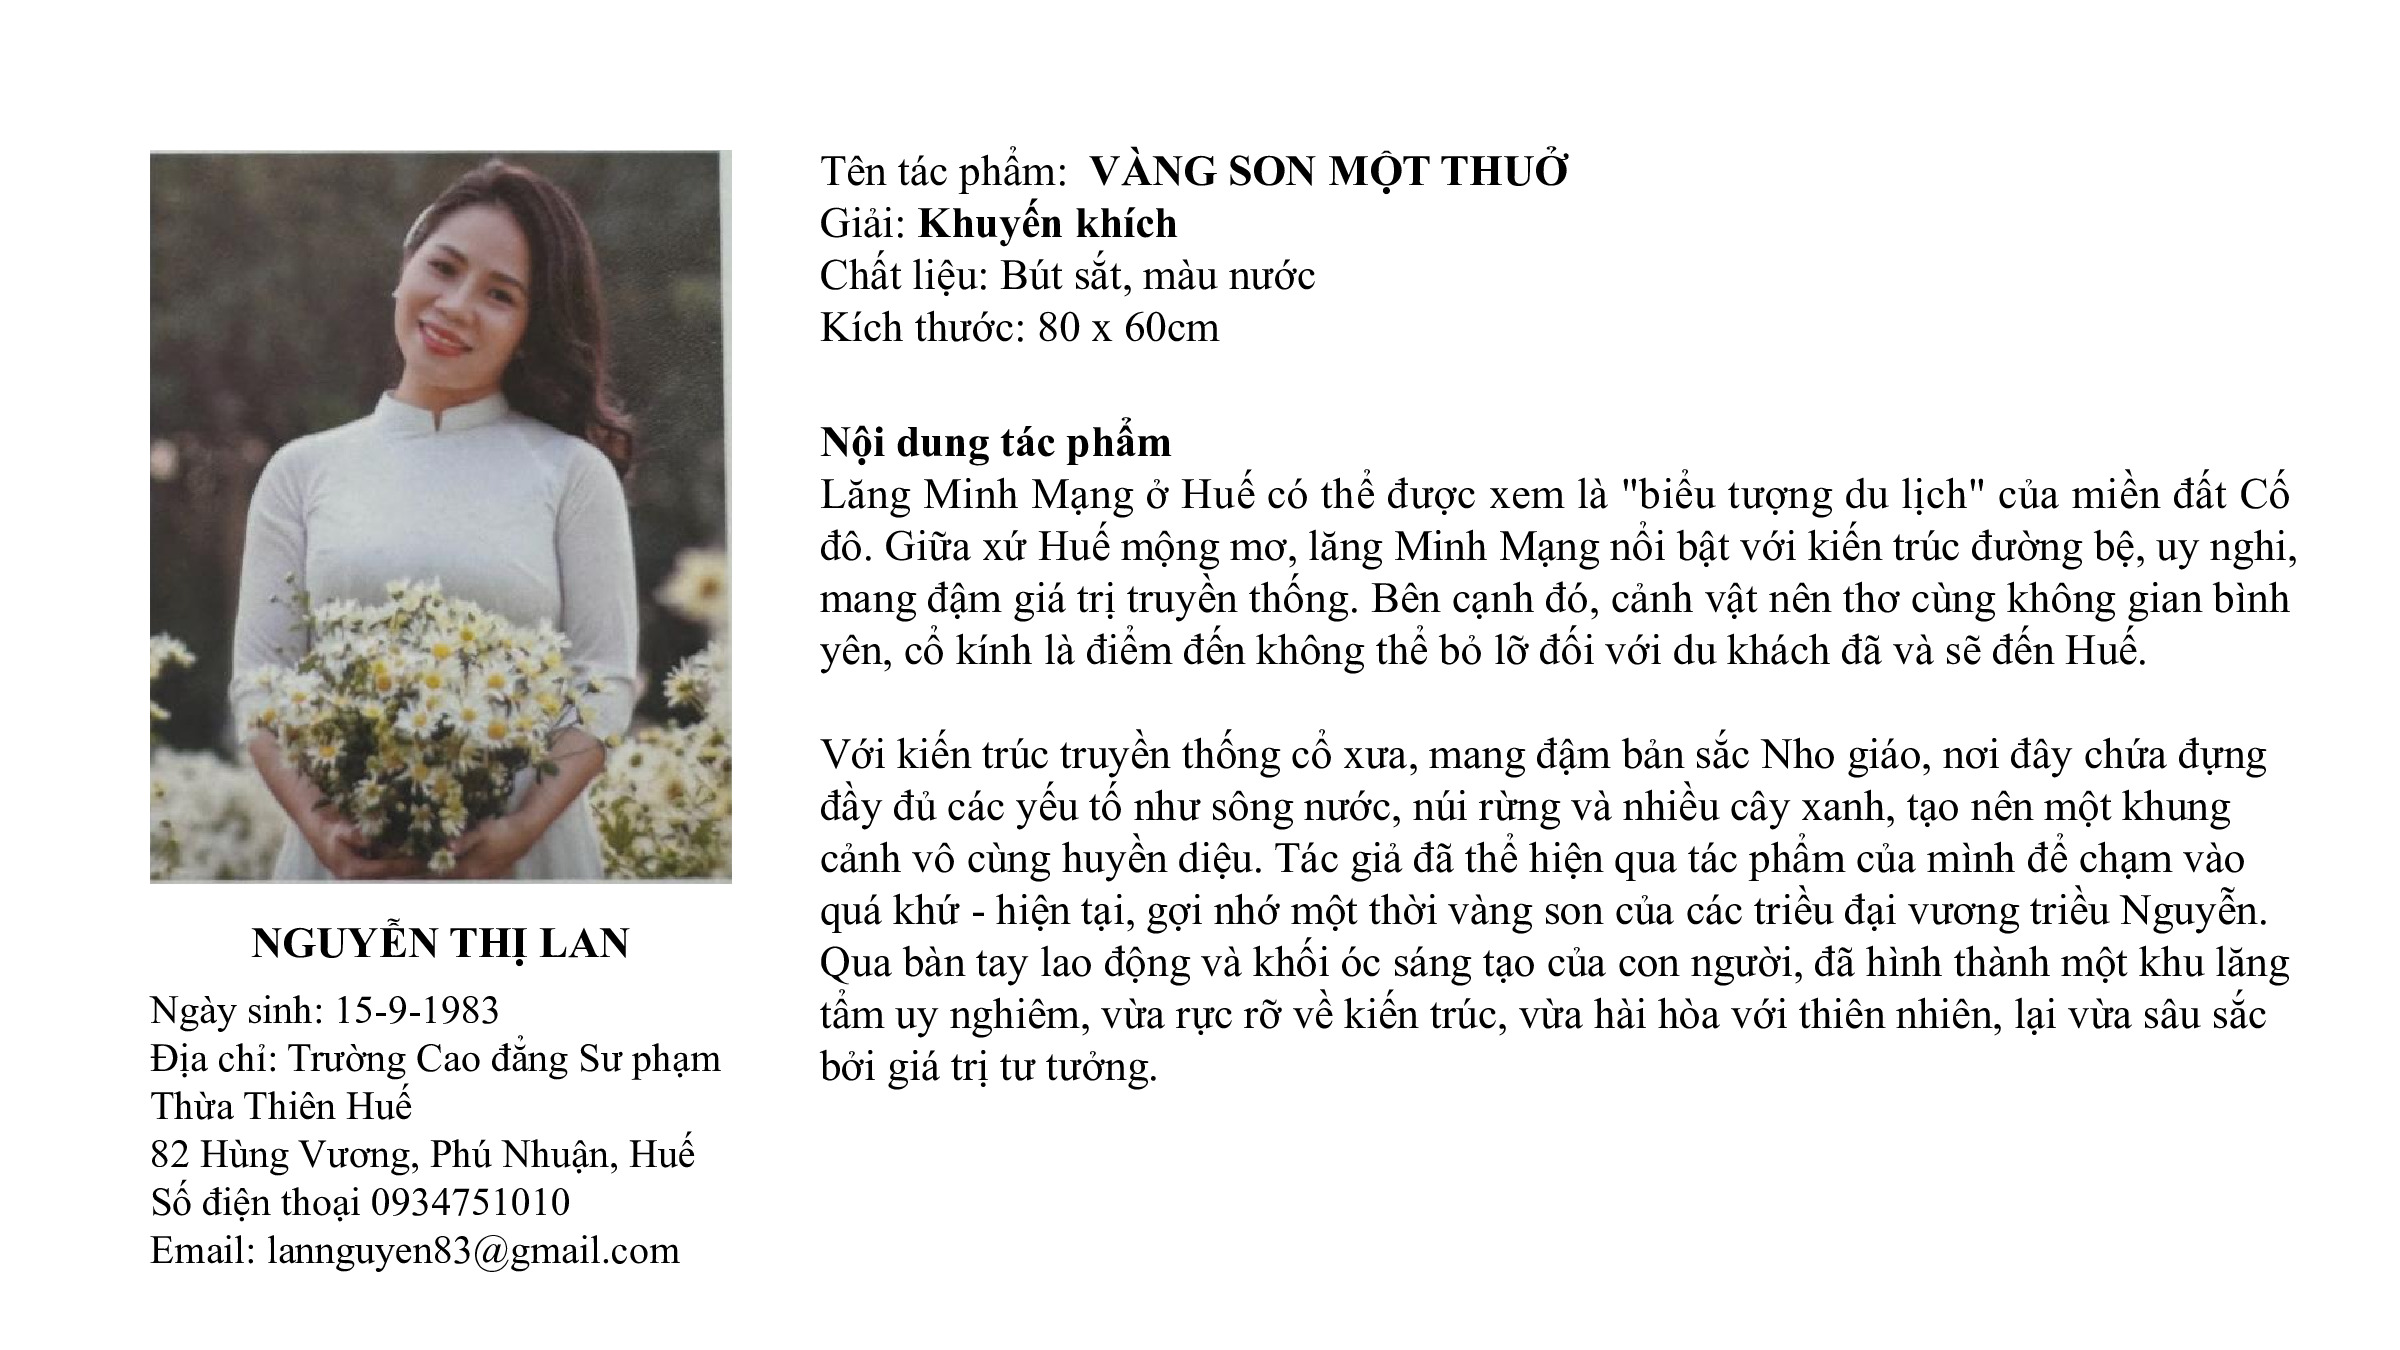 NGUYỄN THỊ LAN
Ngày sinh: 15-9-1983
Địa chỉ: Trường Cao đẳng Sư phạm
Thừa Thiên Huế
82 Hùng Vương, Phú Nhuận, Huế
Số điện thoại 0934751010
Email: lannguyen83@gmail.com
Tên tác phẩm: VÀNG SON MỘT THUỞ
Giải: Khuyến khích
Chất liệu: Bút sắt, màu nước
Kích thước: 80 x 60cm
Nội dung tác phẩm
Lăng Minh Mạng ở Huế có thể được xem là "biểu tượng du lịch" của miền đất Cố
đô. Giữa xứ Huế mộng mơ, lăng Minh Mạng nổi bật với kiến trúc đường bệ, uy nghi,
mang đậm giá trị truyền thống. Bên cạnh đó, cảnh vật nên thơ cùng không gian bình
yên, cổ kính là điểm đến không thể bỏ lỡ đối với du khách đã và sẽ đến Huế.
Với kiến trúc truyền thống cổ xưa, mang đậm bản sắc Nho giáo, nơi đây chứa đựng
đầy đủ các yếu tố như sông nước, núi rừng và nhiều cây xanh, tạo nên một khung
cảnh vô cùng huyền diệu. Tác giả đã thể hiện qua tác phẩm của mình để chạm vào
quá khứ - hiện tại, gợi nhớ một thời vàng son của các triều đại vương triều Nguyễn.
Qua bàn tay lao động và khối óc sáng tạo của con người, đã hình thành một khu lăng
tẩm uy nghiêm, vừa rực rỡ về kiến trúc, vừa hài hòa với thiên nhiên, lại vừa sâu sắc
bởi giá trị tư tưởng.